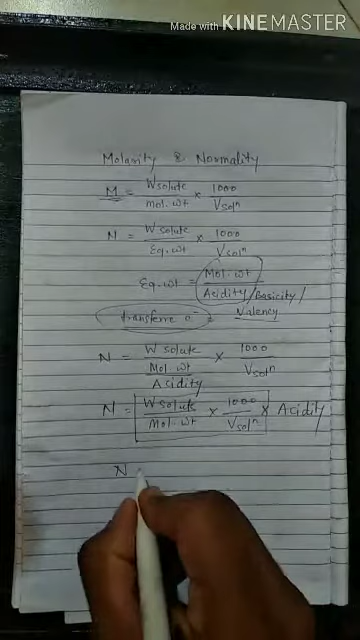 Made with KINEMASTER
Molarity & Normality
M = Wsolute / mol. wt × 1000 / Vsolⁿ
N = W solute / Eq. wt × 1000 / Vsolⁿ
Eq. wt = Mol. wt / Acidity / Basicity /
transferre e⁻ Valency
N = W solute / Mol. wt / Acidity × 1000 / Vsolⁿ
N = W solute / Mol. wt × 1000 / Vsolⁿ × Acidity
N